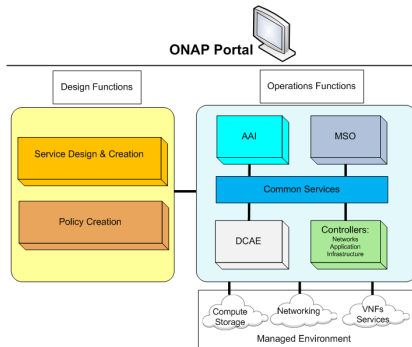 ONAP Portal
Design Functions
Operations Functions
Service Design & Creation
Policy Creation
AAI
MSO
Common Services
DCAE
Controllers:
Networks
Application
Infrastructure
Compute
Storage
Networking
VNFs
Services
Managed Environment